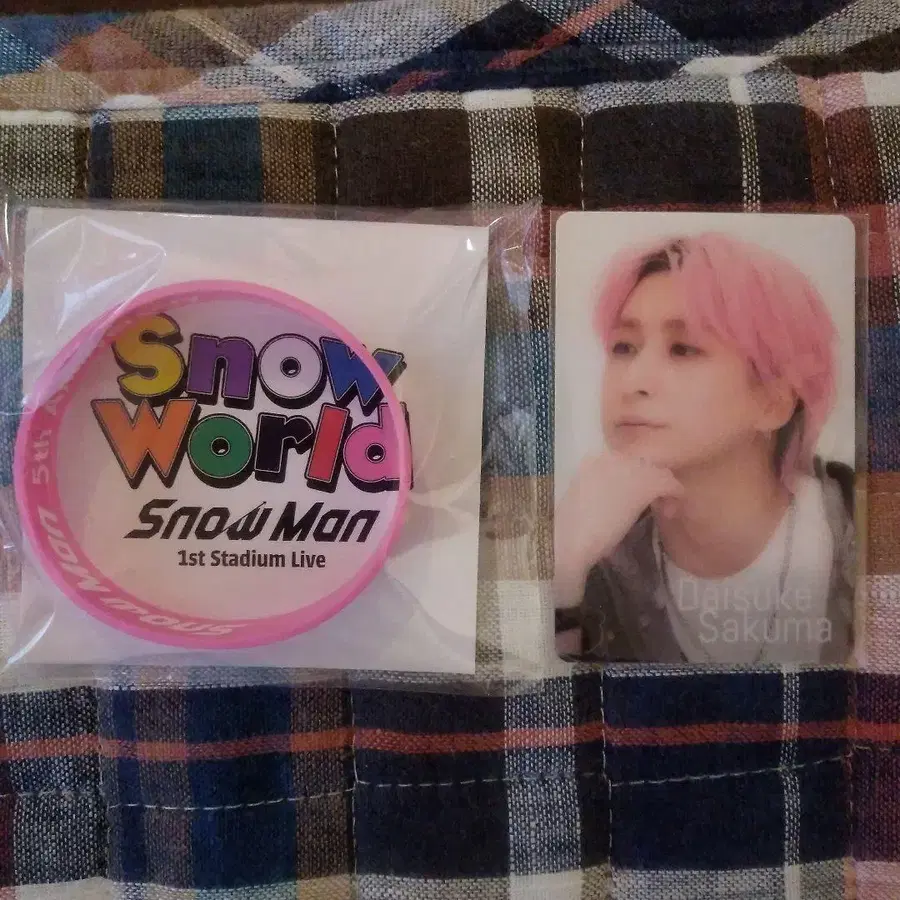 Snow
World
Snow Man
1st Stadium Live
5th
Snow Man
Daisuke
Sakuma